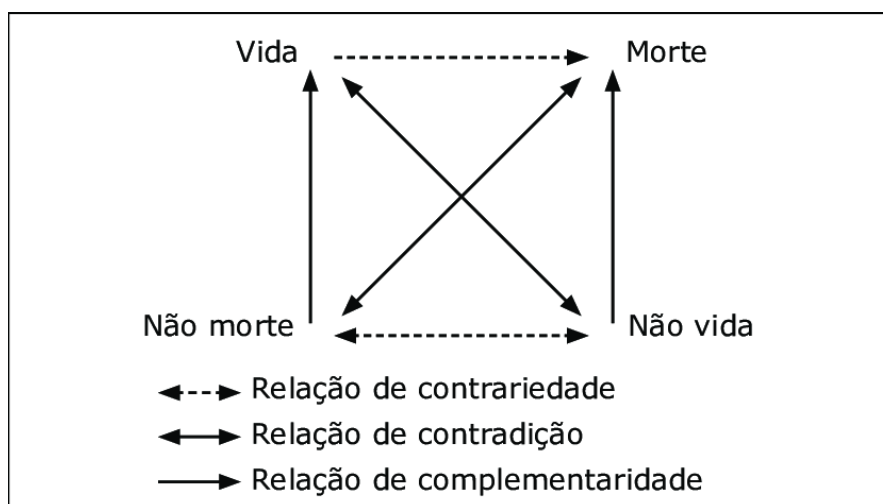 Vida
Morte
Não morte
Não vida
Relação de contrariedade
Relação de contradição
Relação de complementaridade